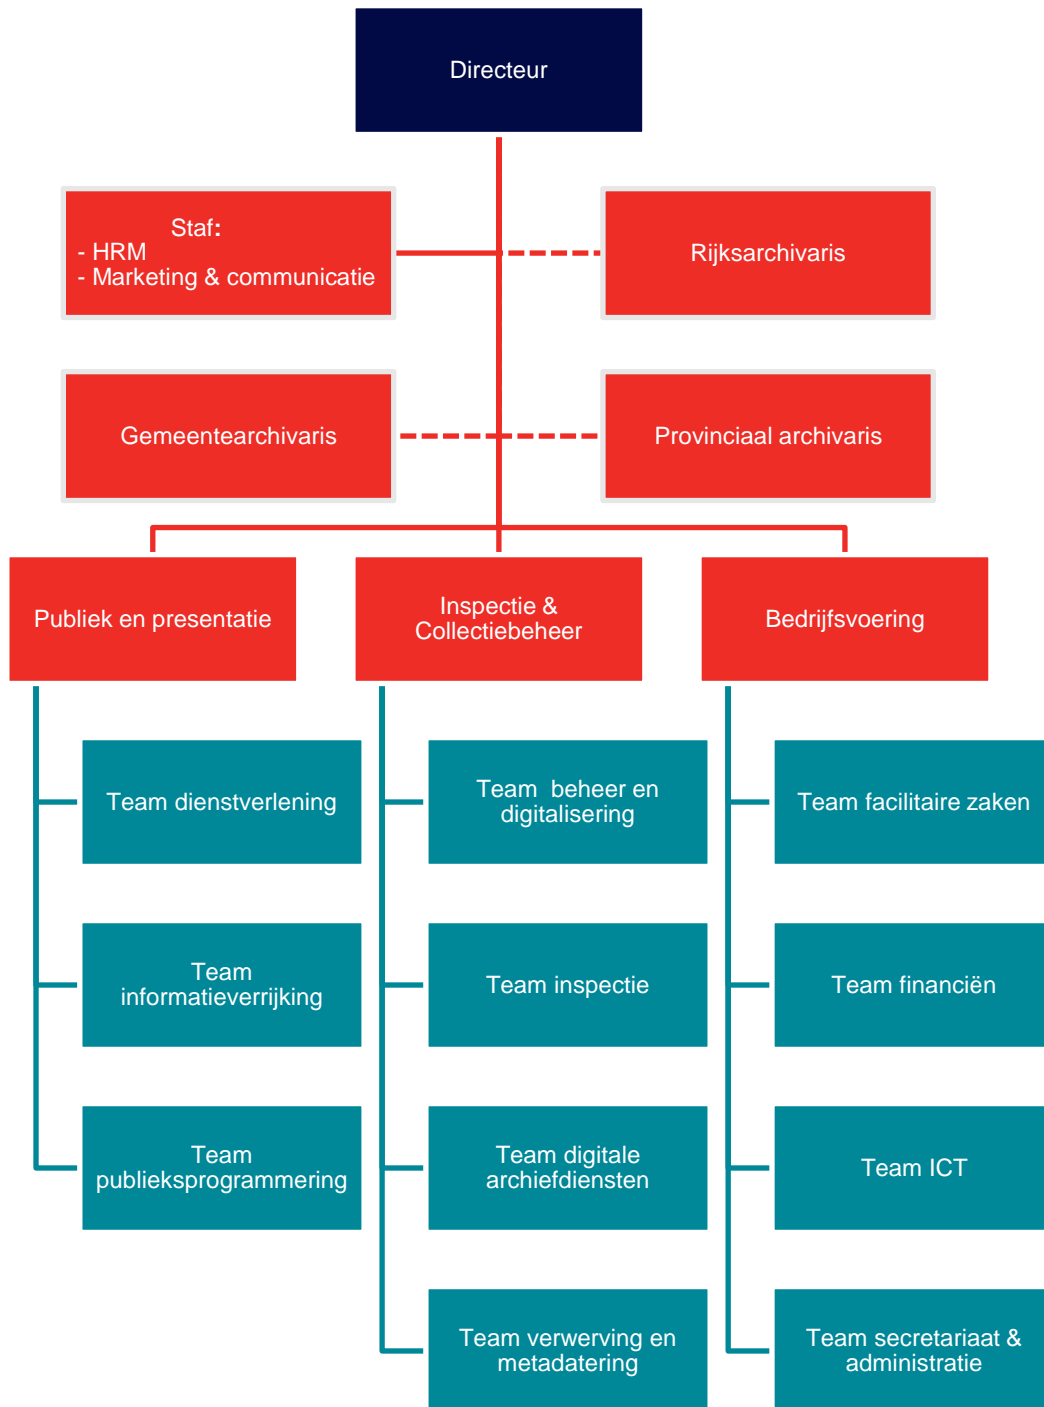 Directeur
Staf:
- HRM
- Marketing & communicatie
Rijksarchivaris
Gemeentearchivaris
Provinciaal archivaris
Publiek en presentatie
Inspectie &
Collectiebeheer
Bedrijfsvoering
Team dienstverlening
Team beheer en
digitalisering
Team facilitaire zaken
Team
informatieverrijking
Team inspectie
Team financiën
Team
publieksprogrammering
Team digitale
archiefdiensten
Team ICT
Team verwerving en
metadatering
Team secretariaat &
administratie